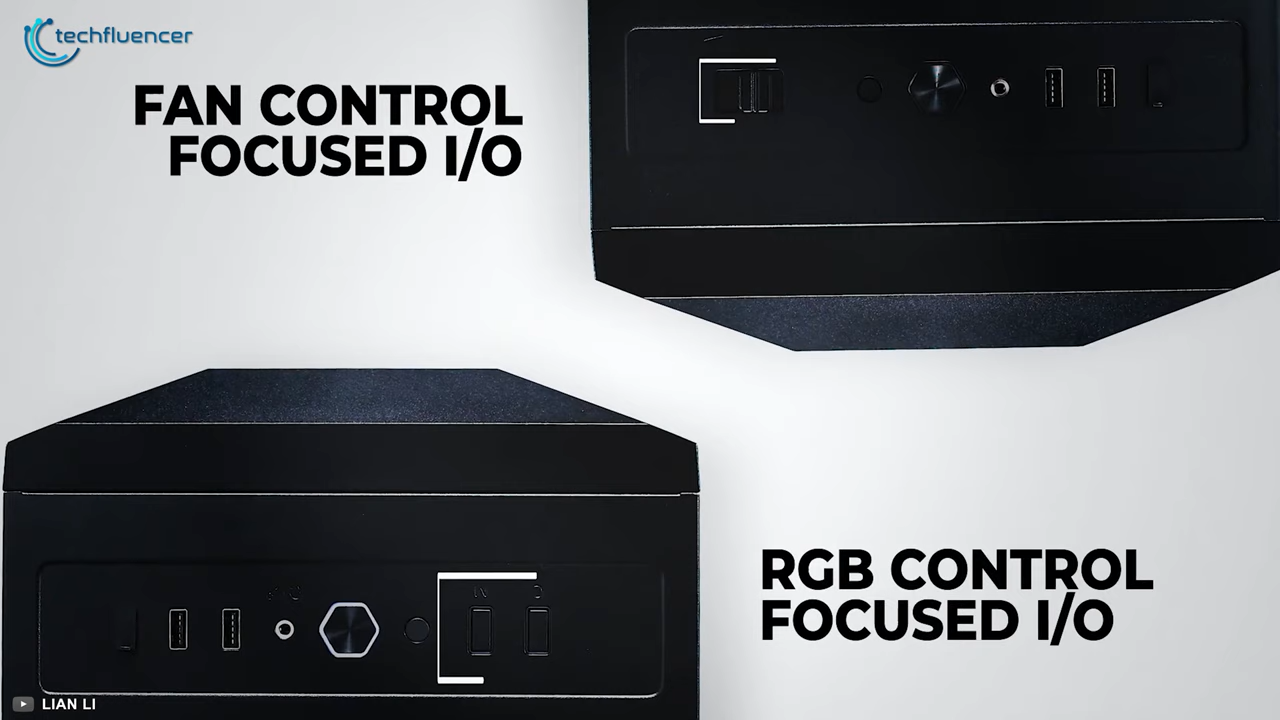 techfluencer
FAN CONTROL
FOCUSED I/O
RGB CONTROL
FOCUSED I/O
LIAN LI